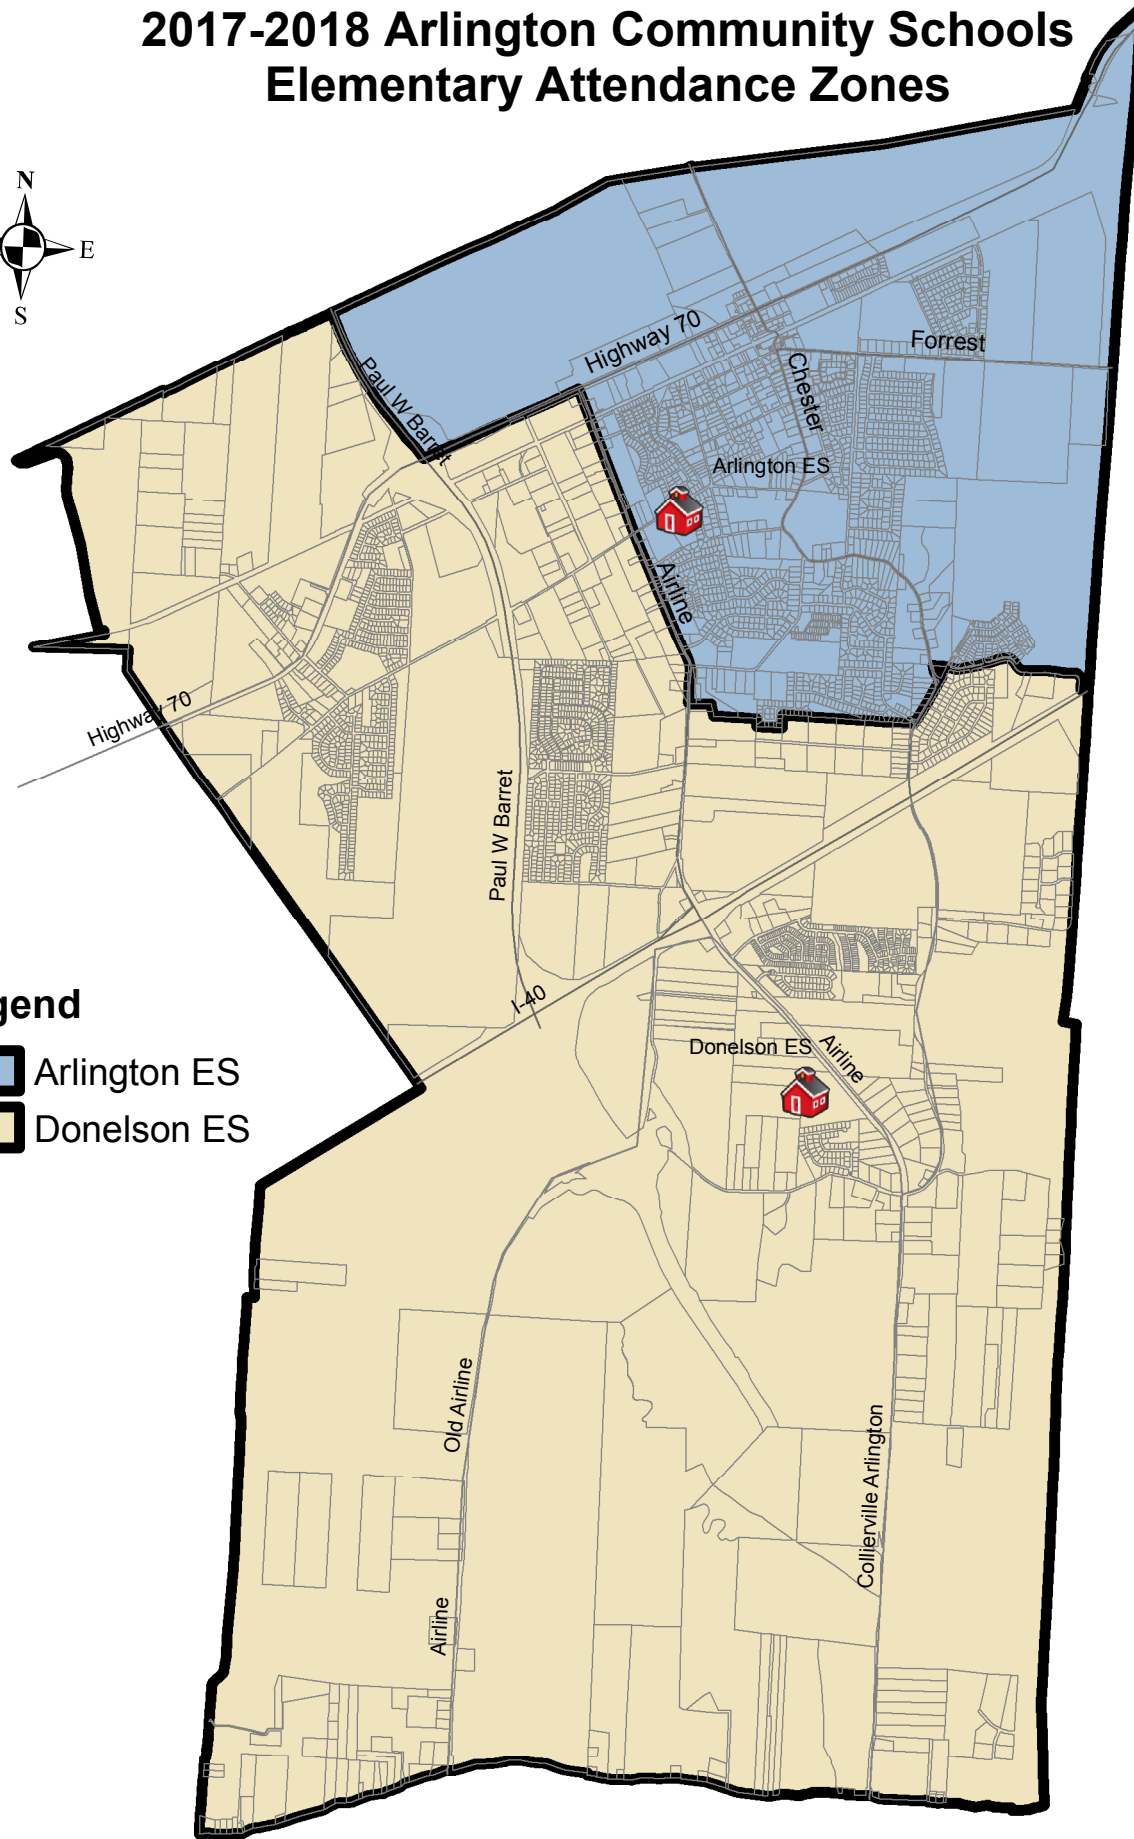 2017-2018 Arlington Community Schools
Elementary Attendance Zones
N
E
S
Highway 70
Forrest
Paul W Barret
Chester
Arlington ES
Airline
Highway 70
Paul W Barret
I-40
gend
Arlington ES
Donelson ES
Donelson ES
Airline
Old Airline
Collierville Arlington
Airline